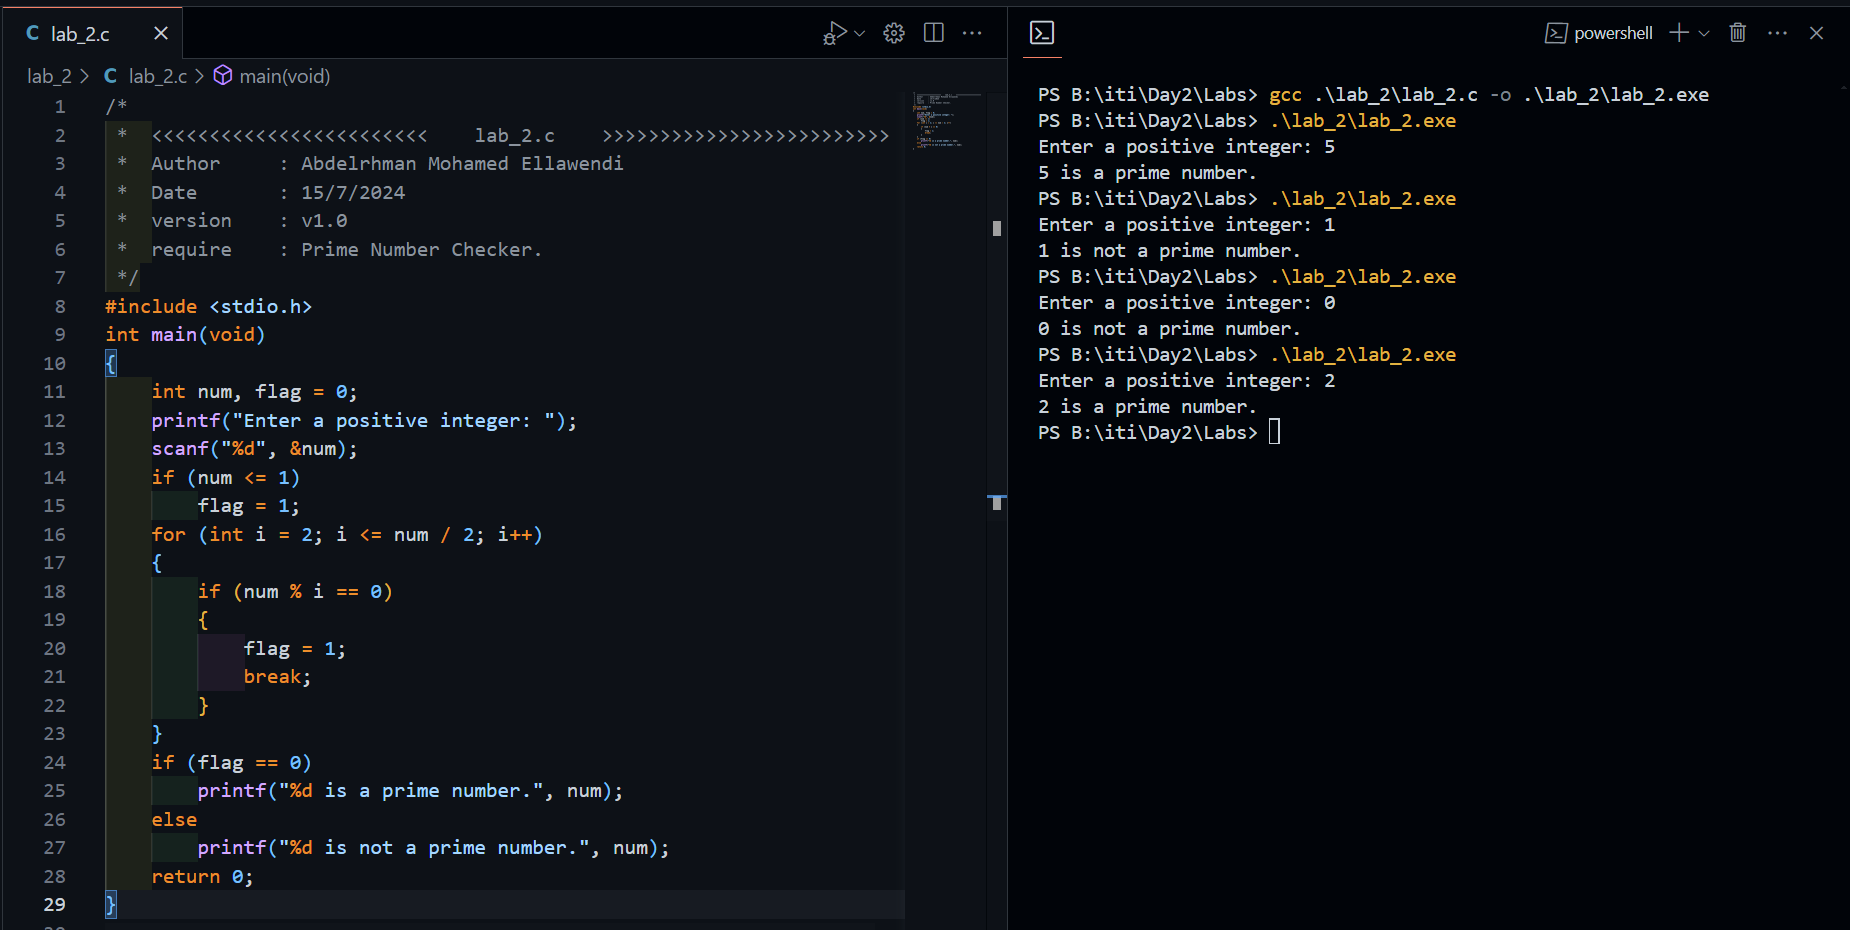 lab_2.c
lab_2 > lab_2.c > main(void)
1 /*
2 * <<<<<<<<<<<<<<<<<<<<<<<< lab_2.c >>>>>>>>>>>>>>>>>>>>>>>>>
3 * Author : Abdelrhman Mohamed Ellawendi
4 * Date : 15/7/2024
5 * version : v1.0
6 * require : Prime Number Checker.
7 */
8 #include <stdio.h>
9 int main(void)
10 {
11 int num, flag = 0;
12 printf("Enter a positive integer: ");
13 scanf("%d", &num);
14 if (num <= 1)
15 flag = 1;
16 for (int i = 2; i <= num / 2; i++)
17 {
18 if (num % i == 0)
19 {
20 flag = 1;
21 break;
22 }
23 }
24 if (flag == 0)
25 printf("%d is a prime number.", num);
26 else
27 printf("%d is not a prime number.", num);
28 return 0;
29 }
powershell
PS B:\iti\Day2\Labs> gcc .\lab_2\lab_2.c -o .\lab_2\lab_2.exe
PS B:\iti\Day2\Labs> .\lab_2\lab_2.exe
Enter a positive integer: 5
5 is a prime number.
PS B:\iti\Day2\Labs> .\lab_2\lab_2.exe
Enter a positive integer: 1
1 is not a prime number.
PS B:\iti\Day2\Labs> .\lab_2\lab_2.exe
Enter a positive integer: 0
0 is not a prime number.
PS B:\iti\Day2\Labs> .\lab_2\lab_2.exe
Enter a positive integer: 2
2 is a prime number.
PS B:\iti\Day2\Labs>